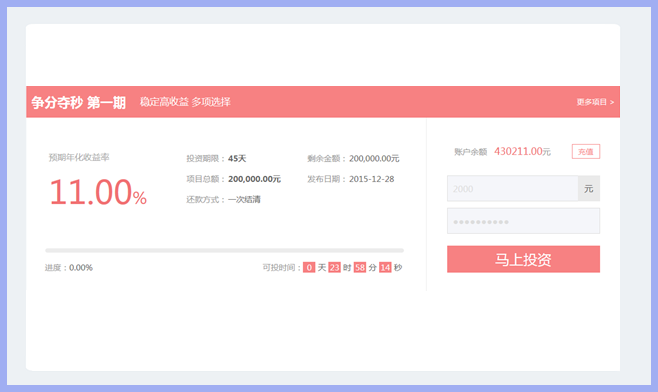 争分夺秒 第一期 稳定高收益 多项选择 更多项目 >
预期年化收益率
11.00%
投资期限：45天 剩余金额：200,000.00元
项目总额：200,000.00元 发布日期：2015-12-28
还款方式：一次结清
进度：0.00% 可投时间：0 天 23 时 58 分 14 秒
账户余额 430211.00元 充值
2000 元
●●●●●●●●●●
马上投资